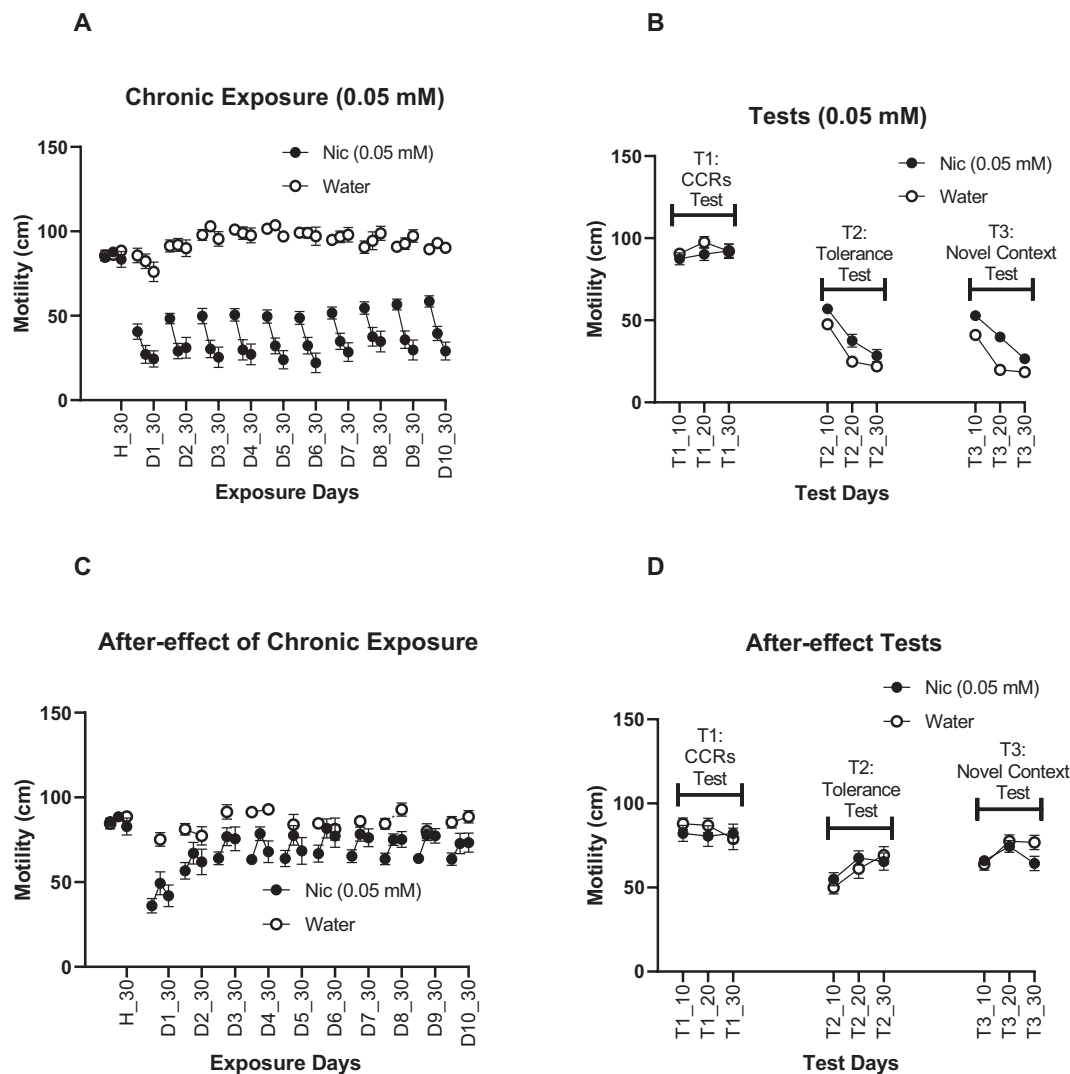 A
Chronic Exposure (0.05 mM)
Nic (0.05 mM)
Water
150
100
50
0
Motility (cm)
H_30
D1_30
D2_30
D3_30
D4_30
D5_30
D6_30
D7_30
D8_30
D9_30
D10_30
Exposure Days
B
Tests (0.05 mM)
Nic (0.05 mM)
Water
T1:
CCRs
Test
T2:
Tolerance
Test
T3:
Novel Context
Test
150
100
50
0
Motility (cm)
T1_10
T1_20
T1_30
T2_10
T2_20
T2_30
T3_10
T3_20
T3_30
Test Days
C
After-effect of Chronic Exposure
150
100
50
0
Motility (cm)
Nic (0.05 mM)
Water
H_30
D1_30
D2_30
D3_30
D4_30
D5_30
D6_30
D7_30
D8_30
D9_30
D10_30
Exposure Days
D
After-effect Tests
Nic (0.05 mM)
Water
T1:
CCRs
Test
T2:
Tolerance
Test
T3:
Novel Context
Test
150
100
50
0
Motility (cm)
T1_10
T1_20
T1_30
T2_10
T2_20
T2_30
T3_10
T3_20
T3_30
Test Days